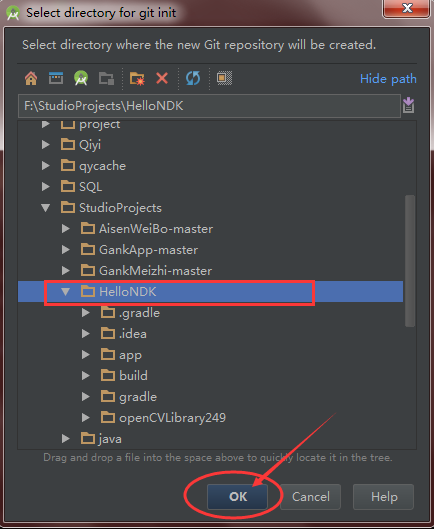 Select directory for git init
Select directory where the new Git repository will be created.
Hide path
F:\StudioProjects\HelloNDK
project
Qiyi
qycache
SQL
StudioProjects
AisenWeiBo-master
GankApp-master
GankMeizhi-master
HelloNDK
.gradle
.idea
app
build
gradle
openCVLibrary249
java
Drag and drop a file into the space above to quickly locate it in the tree.
OK Cancel Help